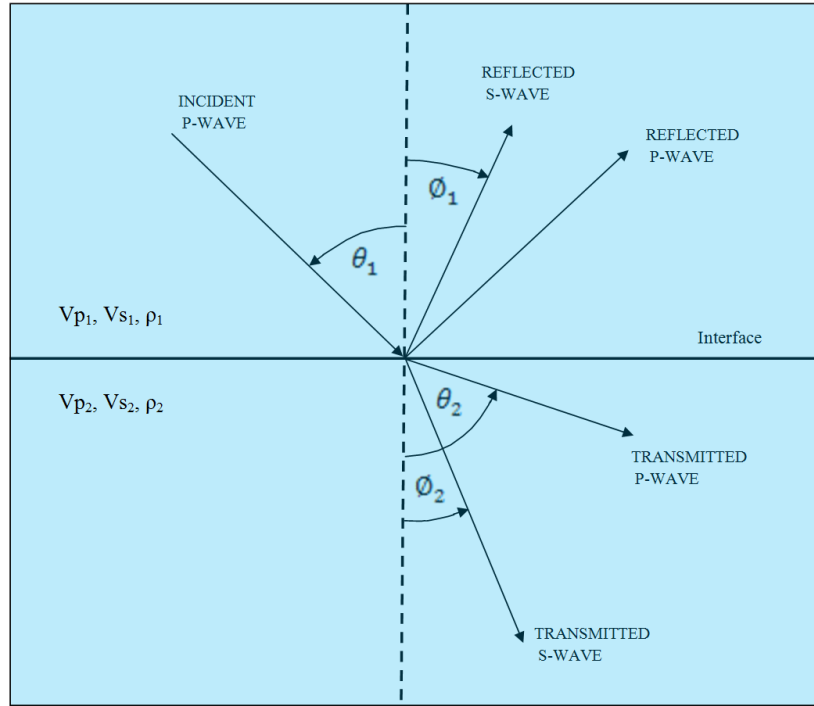 REFLECTED
S-WAVE
INCIDENT
P-WAVE
REFLECTED
P-WAVE
Ø₁
θ₁
Vp₁, Vs₁, ρ₁
Interface
Vp₂, Vs₂, ρ₂
θ₂
TRANSMITTED
P-WAVE
Ø₂
TRANSMITTED
S-WAVE